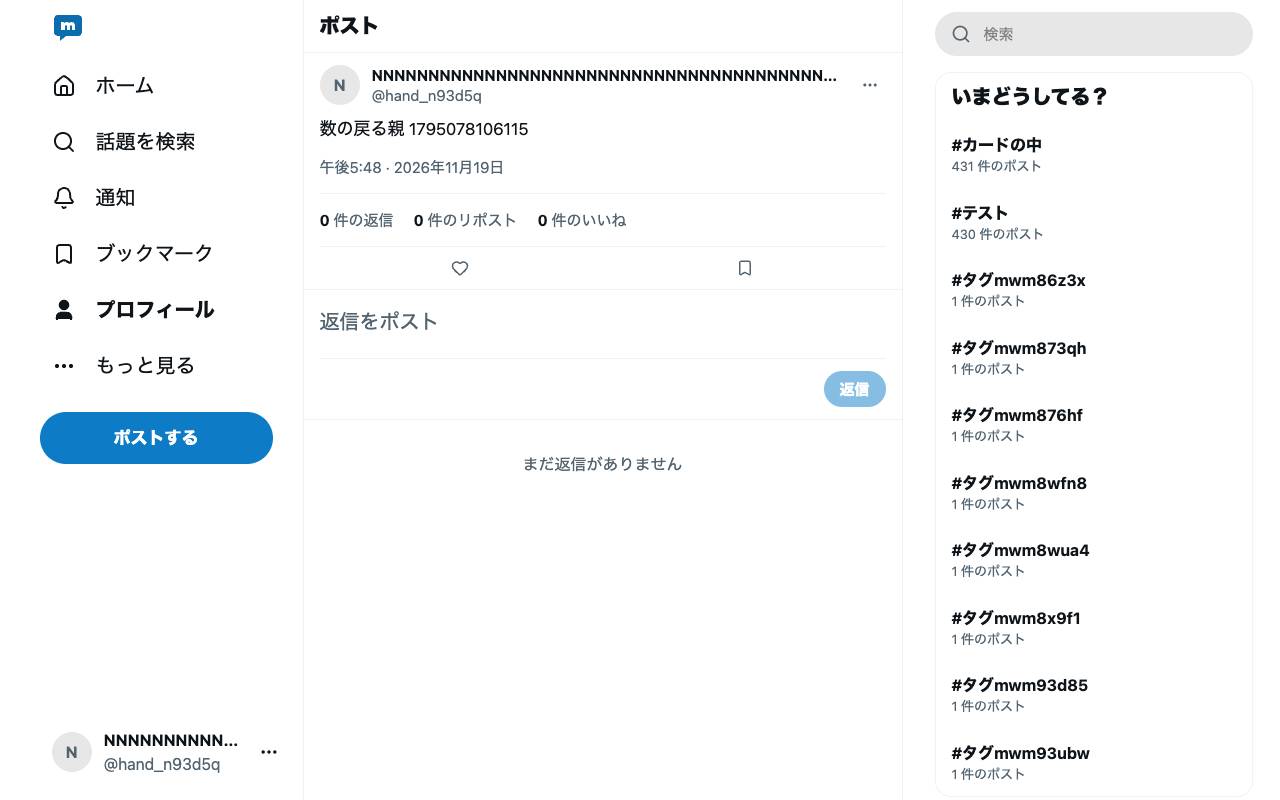 m
ホーム
話題を検索
通知
ブックマーク
プロフィール
もっと見る
ポストする
N
NNNNNNNNNN...
@hand_n93d5q
ポスト
N
NNNNNNNNNNNNNNNNNNNNNNNNNNNNNNNNNNNNNNNN...
@hand_n93d5q
数の戻る親 1795078106115
午後5:48 · 2026年11月19日
0 件の返信 0 件のリポスト 0 件のいいね
返信をポスト
返信
まだ返信がありません
検索
いまどうしてる？
#カードの中
431 件のポスト
#テスト
430 件のポスト
#タグmwm86z3x
1 件のポスト
#タグmwm873qh
1 件のポスト
#タグmwm876hf
1 件のポスト
#タグmwm8wfn8
1 件のポスト
#タグmwm8wua4
1 件のポスト
#タグmwm8x9f1
1 件のポスト
#タグmwm93d85
1 件のポスト
#タグmwm93ubw
1 件のポスト